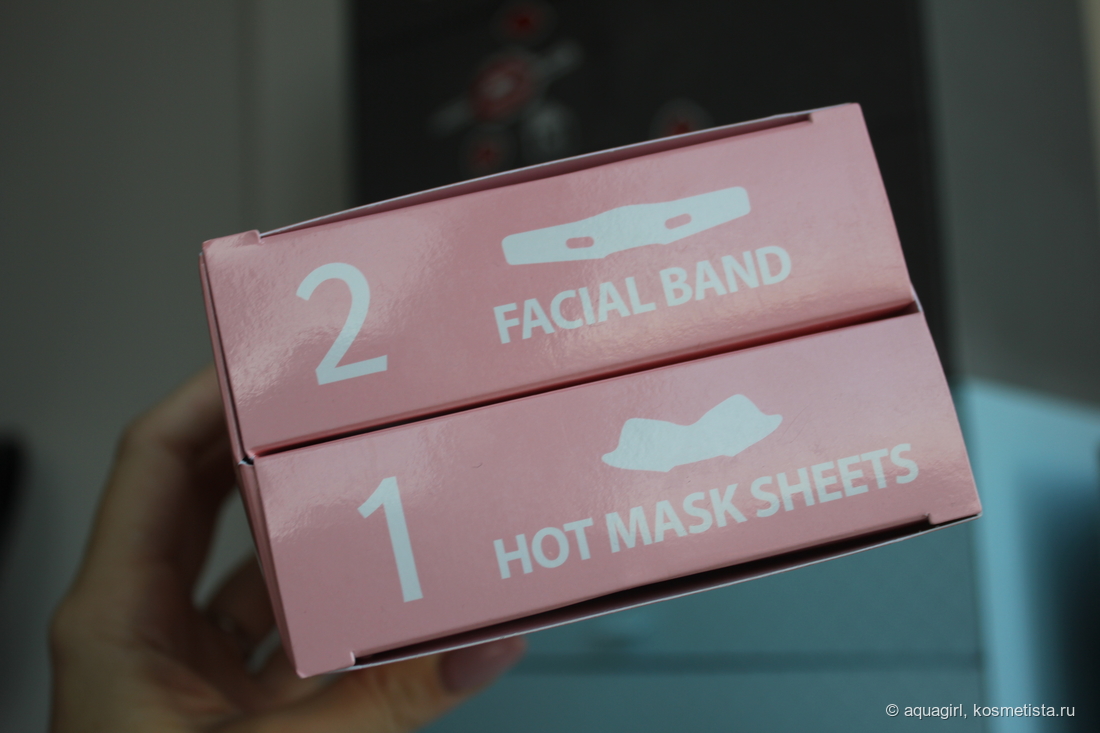 2
FACIAL BAND
1
HOT MASK SHEETS
© aquagirl, kosmetista.ru